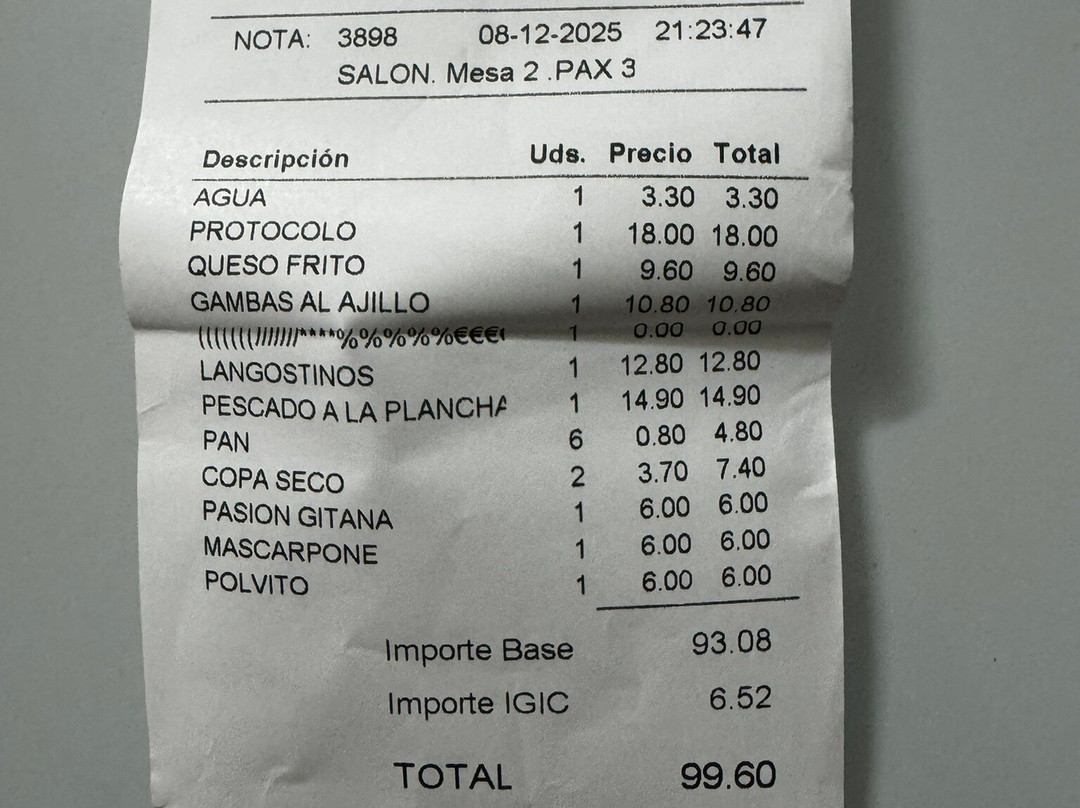 NOTA: 3898 08-12-2025 21:23:47
SALON. Mesa 2 .PAX 3
Descripción Uds. Precio Total
AGUA 1 3.30 3.30
PROTOCOLO 1 18.00 18.00
QUESO FRITO 1 9.60 9.60
GAMBAS AL AJILLO 1 10.80 10.80
(((((((///////****%%%%%€€€ 1 0.00 0.00
LANGOSTINOS 1 12.80 12.80
PESCADO A LA PLANCHA 1 14.90 14.90
PAN 6 0.80 4.80
COPA SECO 2 3.70 7.40
PASION GITANA 1 6.00 6.00
MASCARPONE 1 6.00 6.00
POLVITO 1 6.00 6.00
Importe Base 93.08
Importe IGIC 6.52
TOTAL 99.60